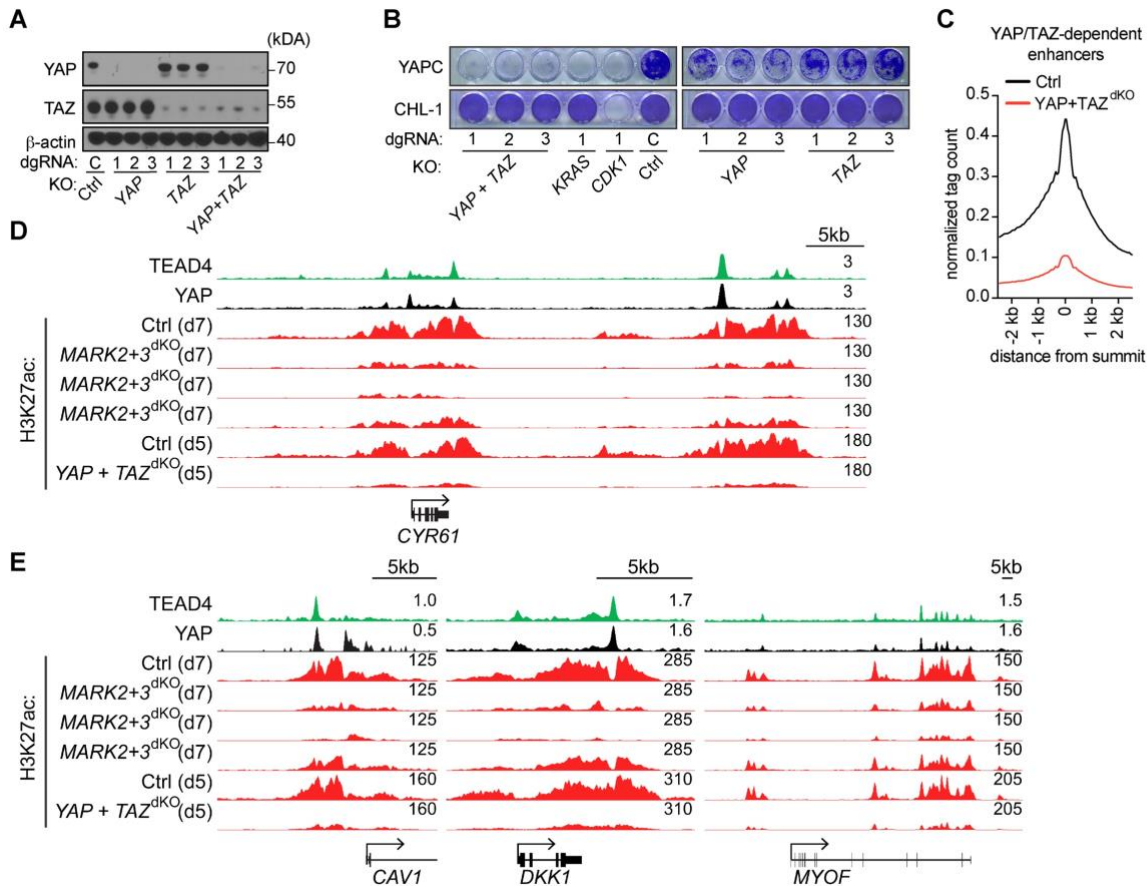 A
(kDA)
YAP
70
TAZ
55
β-actin
40
dgRNA: C 1 2 3 1 2 3 1 2 3
KO: Ctrl YAP TAZ YAP+TAZ
B
YAPC
CHL-1
dgRNA: 1 2 3 1 1 C 1 2 3 1 2 3
KO: YAP + TAZ KRAS CDK1 Ctrl YAP TAZ
C
YAP/TAZ-dependent
enhancers
Ctrl
YAP+TAZ dKO
normalized tag count
0.5
0.4
0.3
0.2
0.1
0.0
-2 kb -1 kb 0 1 kb 2 kb
distance from summit
D
5kb
TEAD4 3
YAP 3
H3K27ac:
Ctrl (d7) 130
MARK2+3dKO(d7) 130
MARK2+3dKO(d7) 130
MARK2+3dKO(d7) 130
Ctrl (d5) 180
YAP + TAZdKO(d5) 180
CYR61
E
5kb 5kb 5kb
TEAD4 1.0 1.7 1.5
YAP 0.5 1.6 1.6
H3K27ac:
Ctrl (d7) 125 285 150
MARK2+3dKO(d7) 125 285 150
MARK2+3dKO(d7) 125 285 150
MARK2+3dKO(d7) 125 285 150
Ctrl (d5) 160 310 205
YAP + TAZdKO(d5) 160 310 205
CAV1 DKK1 MYOF